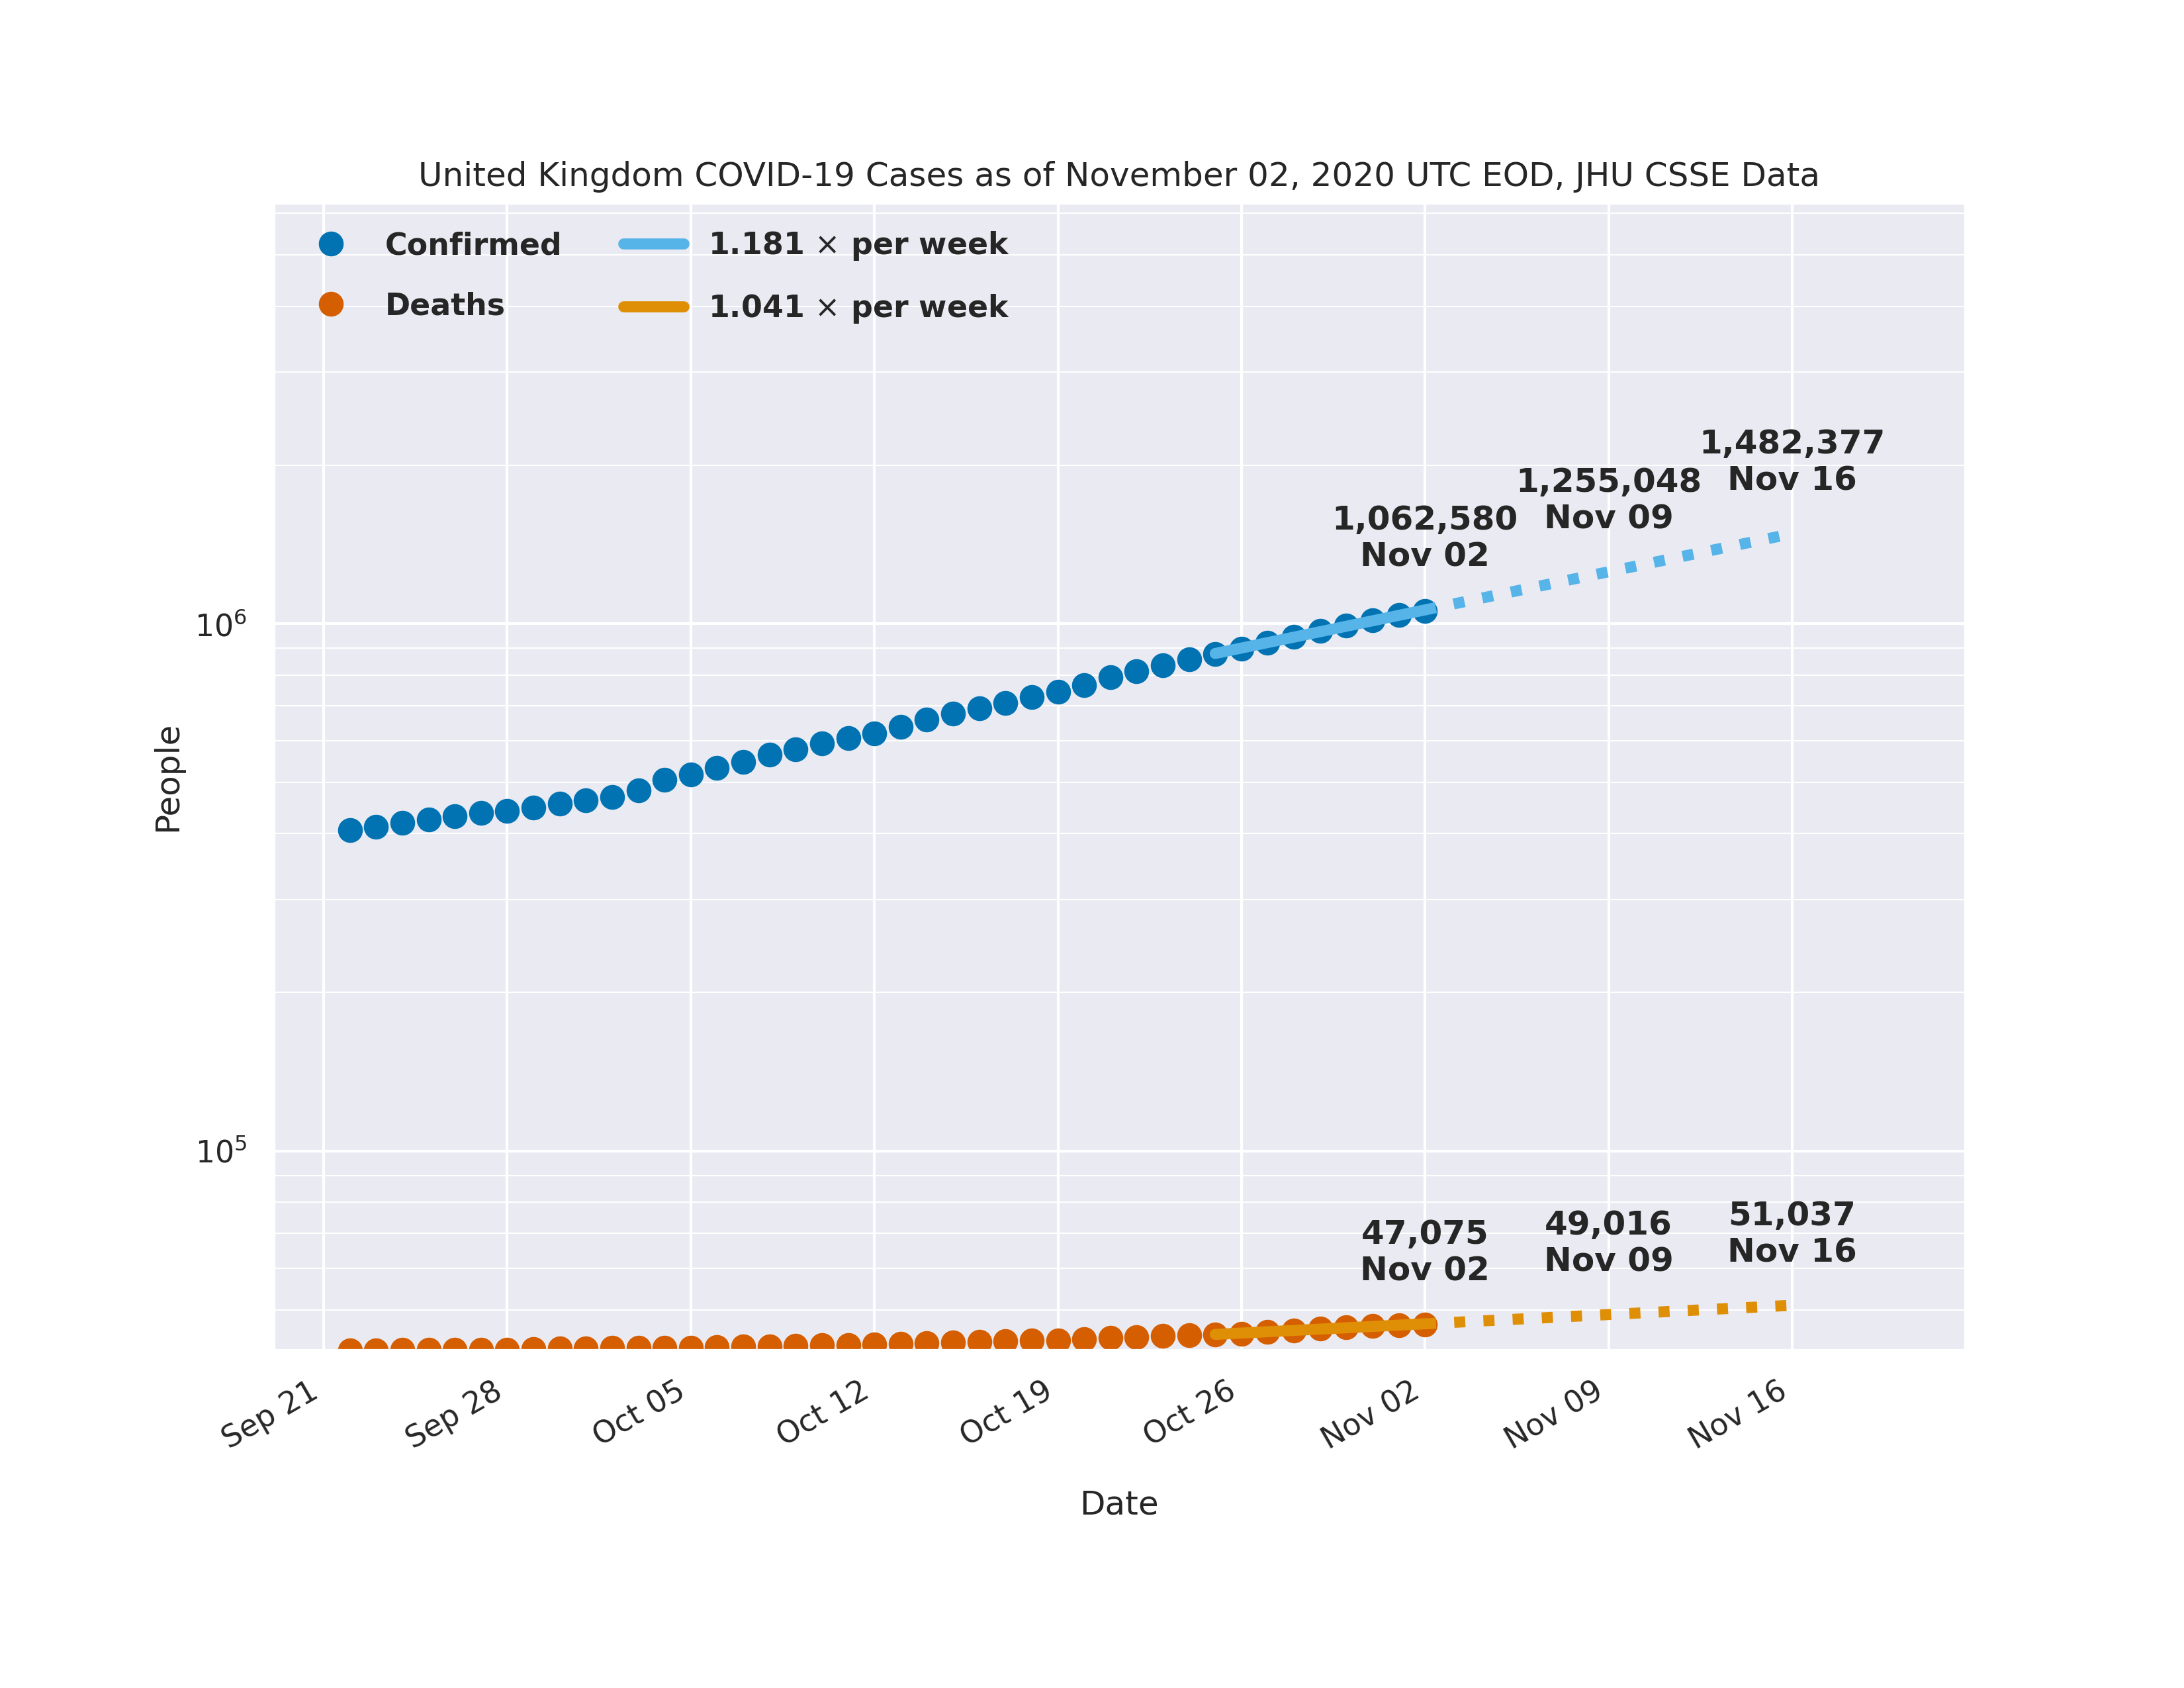 United Kingdom COVID-19 Cases as of November 02, 2020 UTC EOD, JHU CSSE Data
Confirmed
Deaths
1.181 × per week
1.041 × per week
1,482,377
Nov 16
1,255,048
Nov 09
1,062,580
Nov 02
10⁶
People
10⁵
47,075
Nov 02
49,016
Nov 09
51,037
Nov 16
Sep 21
Sep 28
Oct 05
Oct 12
Oct 19
Oct 26
Nov 02
Nov 09
Nov 16
Date